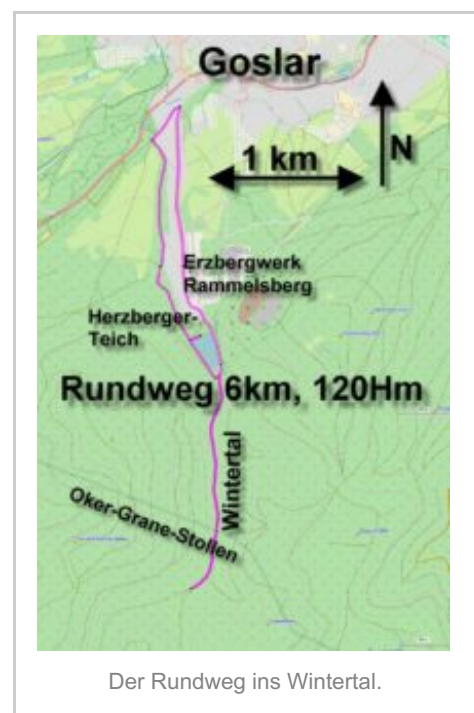 Goslar
1 km
N
Erzbergwerk
Rammelsberg
Herzberger-
Teich
Rundweg 6km, 120Hm
Wintertal
Oker-Grane-Stollen
Der Rundweg ins Wintertal.